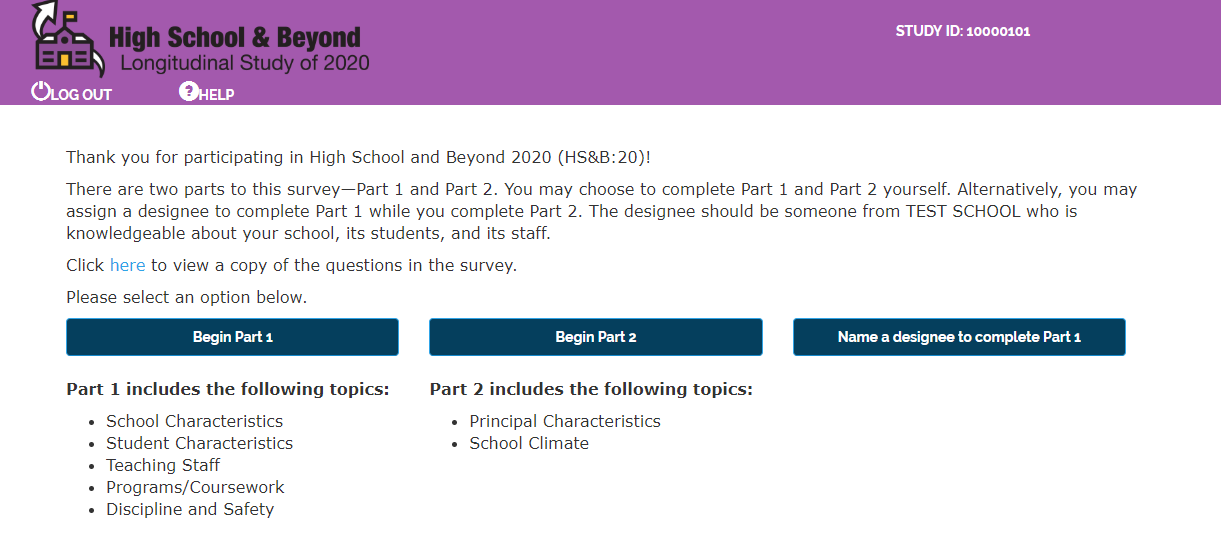 High School & Beyond
Longitudinal Study of 2020
STUDY ID: 10000101
LOG OUT
?HELP
Thank you for participating in High School and Beyond 2020 (HS&B:20)!
There are two parts to this survey—Part 1 and Part 2. You may choose to complete Part 1 and Part 2 yourself. Alternatively, you may
assign a designee to complete Part 1 while you complete Part 2. The designee should be someone from TEST SCHOOL who is
knowledgeable about your school, its students, and its staff.
Click here to view a copy of the questions in the survey.
Please select an option below.
Begin Part 1
Begin Part 2
Name a designee to complete Part 1
Part 1 includes the following topics:
• School Characteristics
• Student Characteristics
• Teaching Staff
• Programs/Coursework
• Discipline and Safety
Part 2 includes the following topics:
• Principal Characteristics
• School Climate